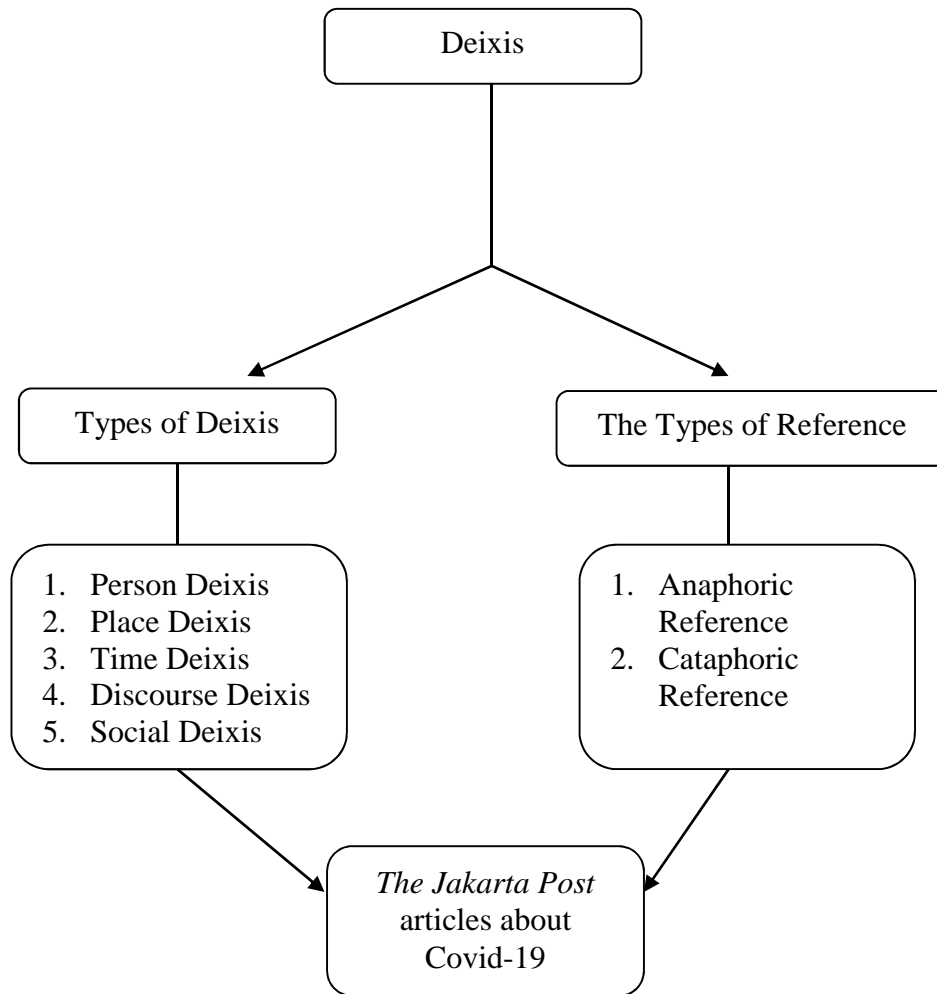 Deixis
Types of Deixis
The Types of Reference
1. Person Deixis
2. Place Deixis
3. Time Deixis
4. Discourse Deixis
5. Social Deixis
1. Anaphoric
Reference
2. Cataphoric
Reference
The Jakarta Post
articles about
Covid-19